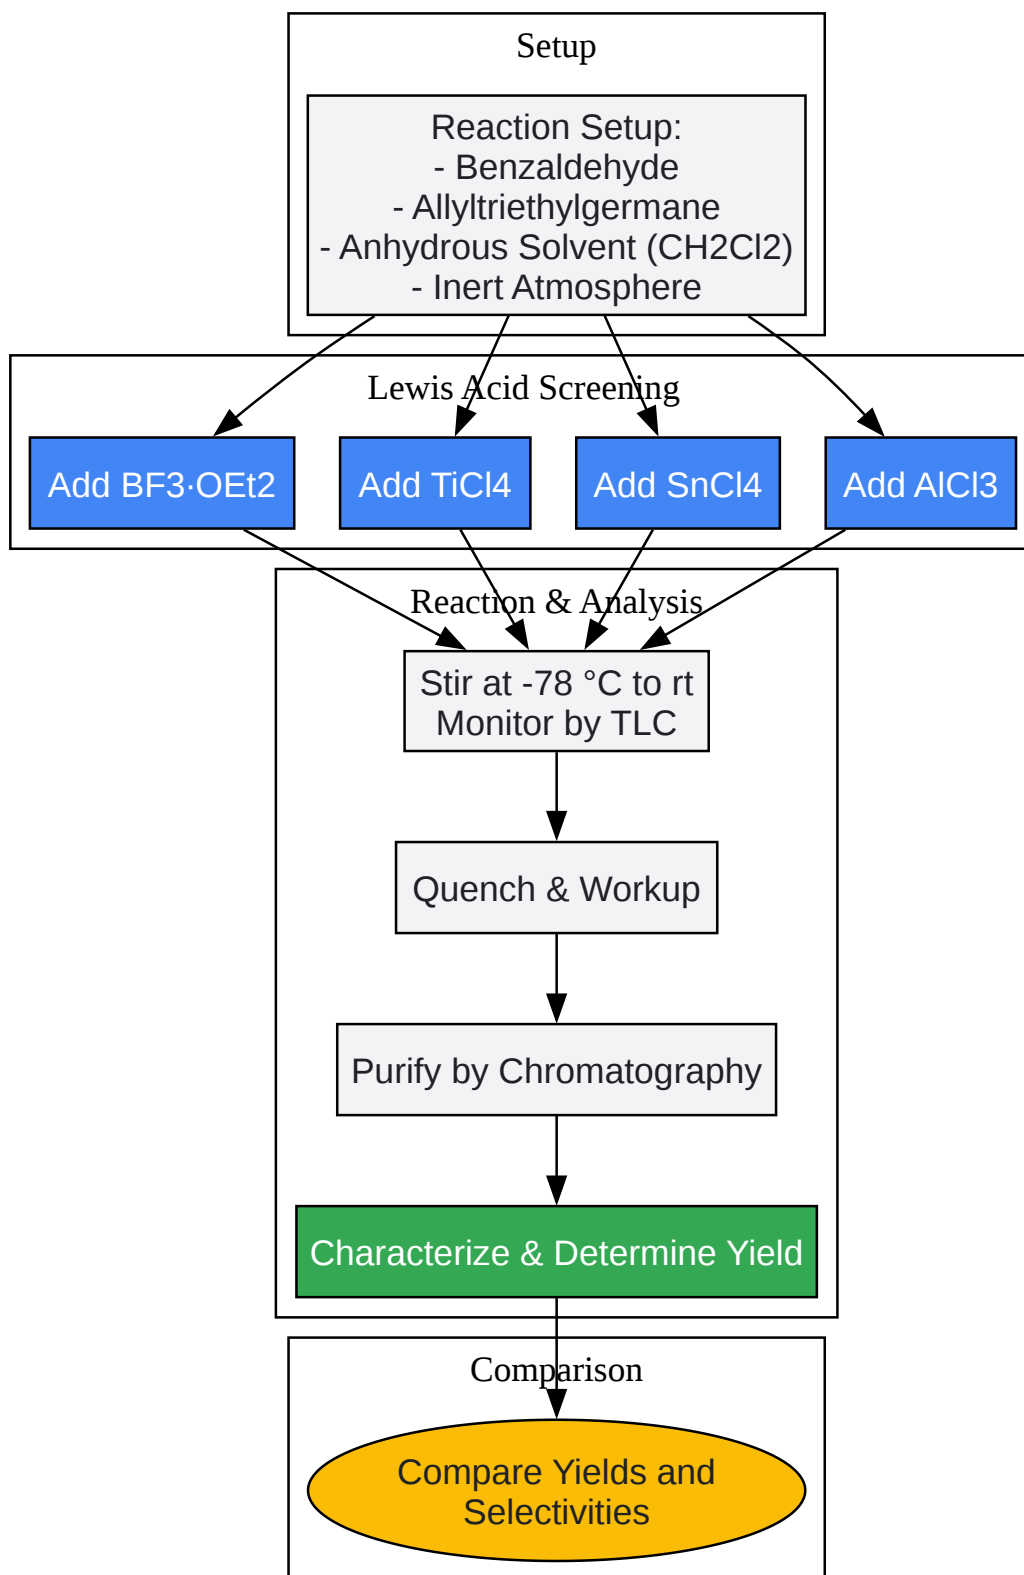 Setup
Reaction Setup:
- Benzaldehyde
- Allyltriethylgermane
- Anhydrous Solvent (CH2Cl2)
- Inert Atmosphere
Lewis Acid Screening
Add BF3·OEt2
Add TiCl4
Add SnCl4
Add AlCl3
Reaction & Analysis
Stir at -78 °C to rt
Monitor by TLC
Quench & Workup
Purify by Chromatography
Characterize & Determine Yield
Comparison
Compare Yields and
Selectivities